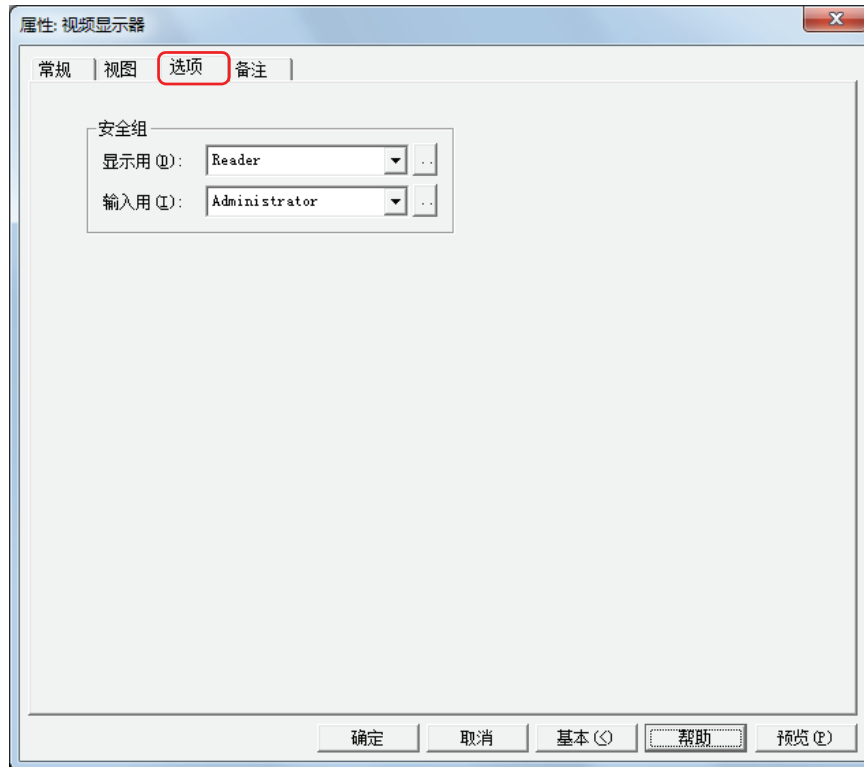 属性: 视频显示器
常规 视图 选项 备注
安全组
显示用(D): Reader ..
输入用(I): Administrator ..
确定 取消 基本(<) 帮助 预览(P)